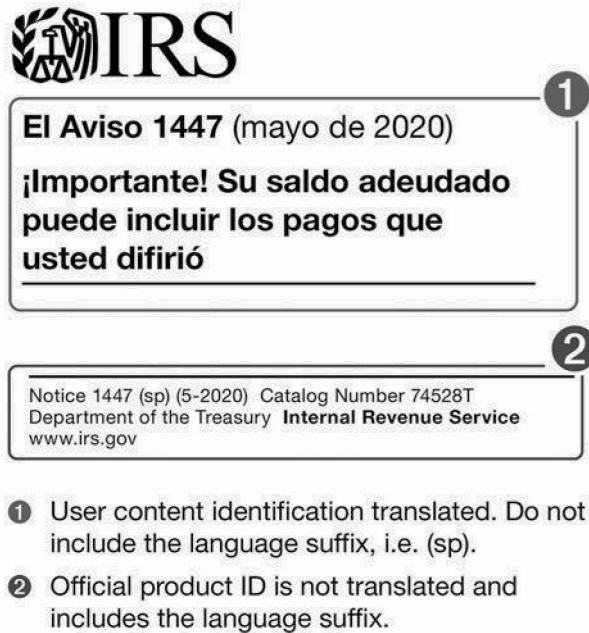 IRS
1
El Aviso 1447 (mayo de 2020)
¡Importante! Su saldo adeudado
puede incluir los pagos que
usted difirió
2
Notice 1447 (sp) (5-2020) Catalog Number 74528T
Department of the Treasury Internal Revenue Service
www.irs.gov
1 User content identification translated. Do not
include the language suffix, i.e. (sp).
2 Official product ID is not translated and
includes the language suffix.